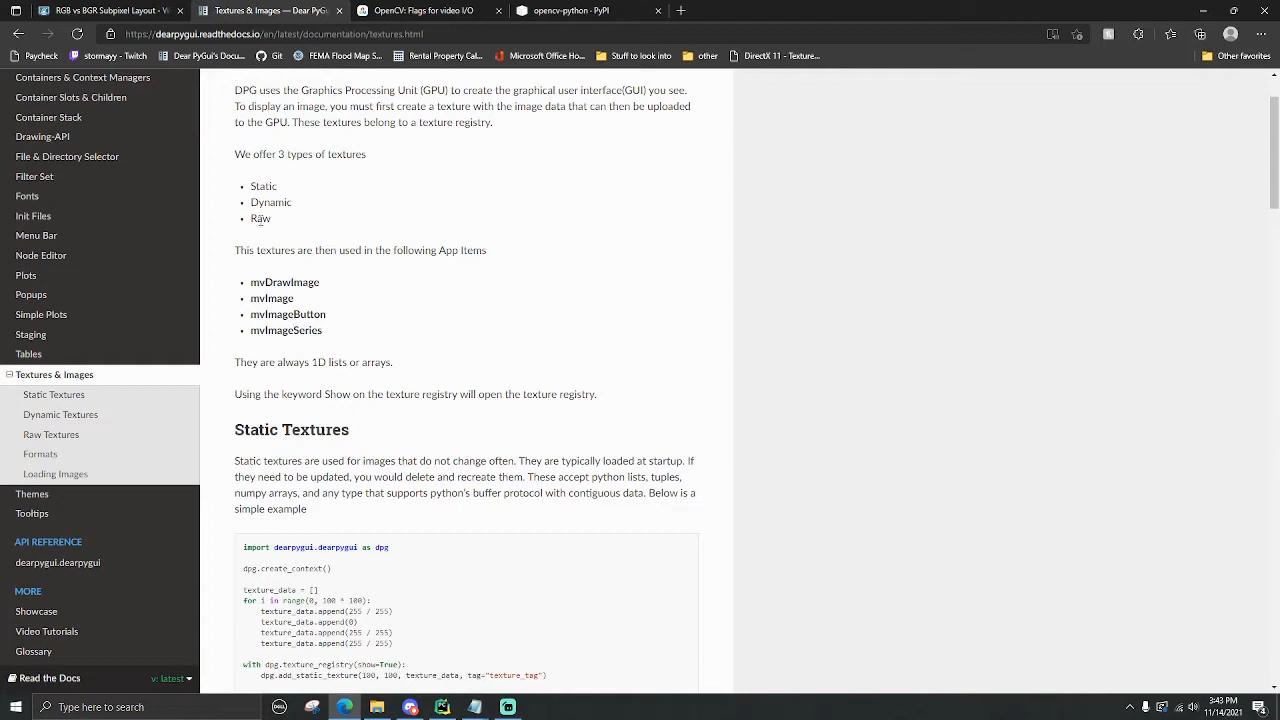 RGB vs BGR Subpixel Layout - W
Textures & Images — Dear PyGu
OpenCV: Flags for video I/O
opencv-python · PyPI
https://dearpygui.readthedocs.io/en/latest/documentation/textures.html
Paycheck
stormary - Twitch
Dear PyGui's Docu...
Git
FEMA Flood Map S...
Rental Property Cal...
Microsoft Office Ho...
Stuff to look into
other
DirectX 11 - Texture...
Other favorites
Containers & Context Managers
Container Slots & Children
Container Stack
Drawing-API
File & Directory Selector
Filter Set
Fonts
Init Files
Menu Bar
Node Editor
Plots
Popups
Simple Plots
Staging
Tables
Textures & Images
Static Textures
Dynamic Textures
Raw Textures
Formats
Loading Images
Themes
Tooltips
API REFERENCE
dearpygui.dearpygui
MORE
Showcase
Video Tutorials
Glossary
Read the Docs
v: latest
DPG uses the Graphics Processing Unit (GPU) to create the graphical user interface(GUI) you see.
To display an image, you must first create a texture with the image data that can then be uploaded
to the GPU. These textures belong to a texture registry.
We offer 3 types of textures
• Static
• Dynamic
• Raw
This textures are then used in the following App Items
• mvDrawImage
• mvImage
• mvImageButton
• mvImageSeries
They are always 1D lists or arrays.
Using the keyword Show on the texture registry will open the texture registry.
Static Textures
Static textures are used for images that do not change often. They are typically loaded at startup. If
they need to be updated, you would delete and recreate them. These accept python lists, tuples,
numpy arrays, and any type that supports python's buffer protocol with contiguous data. Below is a
simple example
import dearpygui.dearpygui as dpg
dpg.create_context()
texture_data = []
for i in range(0, 100 * 100):
texture_data.append(255 / 255)
texture_data.append(0)
texture_data.append(255 / 255)
texture_data.append(255 / 255)
with dpg.texture_registry(show=True):
dpg.add_static_texture(100, 100, texture_data, tag="texture_tag")
Type here to search
DELL
3:43 PM
11/14/2021